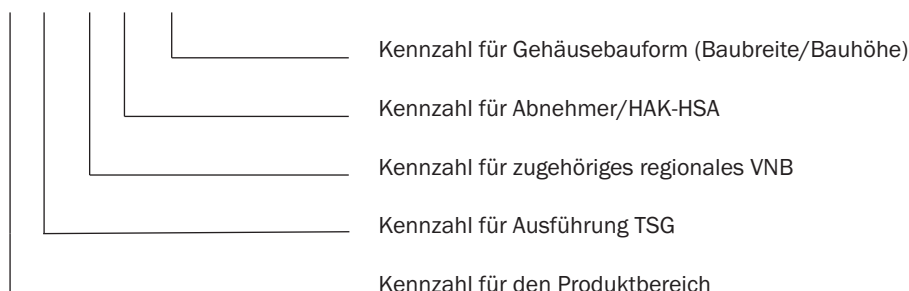 Kennzahl für Gehäusebauform (Baubreite/Bauhöhe)
Kennzahl für Abnehmer/HAK-HSA
Kennzahl für zugehöriges regionales VNB
Kennzahl für Ausführung TSG
Kennzahl für den Produktbereich